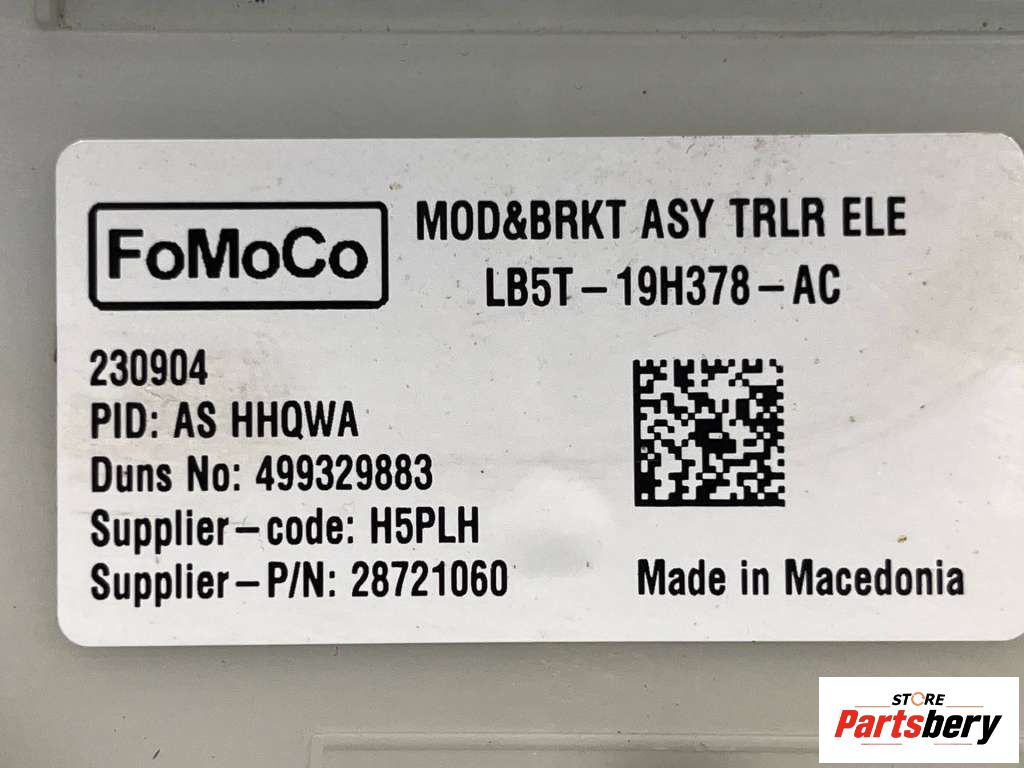 FoMoCo
MOD&BRKT ASY TRLR ELE
LB5T-19H378-AC
230904
PID: AS HHQWA
Duns No: 499329883
Supplier-code: H5PLH
Supplier-P/N: 28721060
Made in Macedonia
STORE
Partsbery